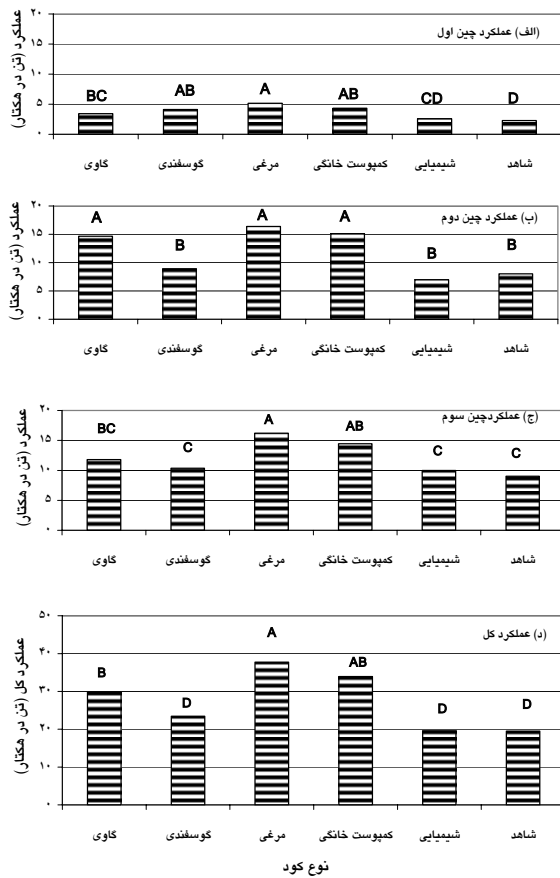 (الف) عملکرد چین اول
عملکرد (تن در هکتار)
۲۰
۱۵
۱۰
۵
۰
BC AB A AB CD D
گاوی گوسفندی مرغی کمپوست خانگی شیمیایی شاهد
(ب) عملکرد چین دوم
عملکرد (تن در هکتار)
۲۰
۱۵
۱۰
۵
۰
A B A A B B
گاوی گوسفندی مرغی کمپوست خانگی شیمیایی شاهد
(ج) عملکردچین سوم
عملکرد (تن در هکتار)
۲۰
۱۵
۱۰
۵
۰
BC C A AB C C
گاوی گوسفندی مرغی کمپوست خانگی شیمیایی شاهد
(د) عملکرد کل
عملکرد کل (تن در هکتار)
۵۰
۴۰
۳۰
۲۰
۱۰
۰
B D A AB D D
گاوی گوسفندی مرغی کمپوست خانگی شیمیایی شاهد
نوع کود